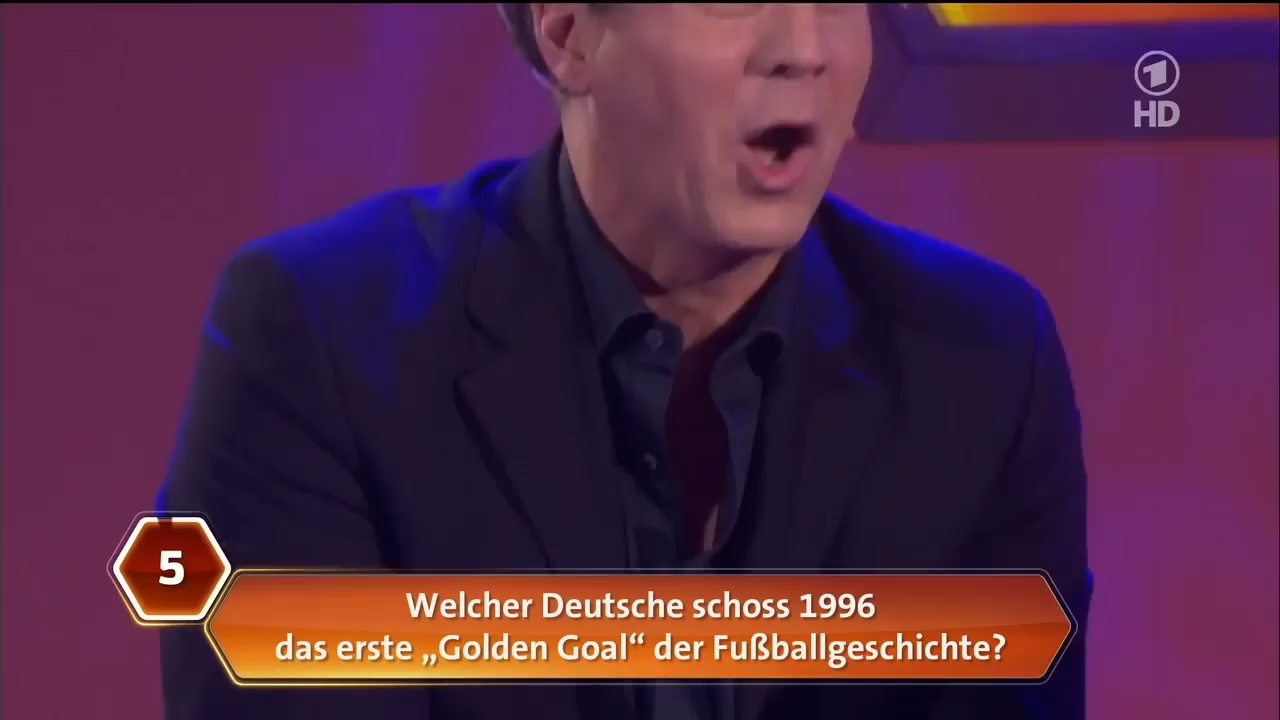 1
HD
5
Welcher Deutsche schoss 1996
das erste „Golden Goal“ der Fußballgeschichte?